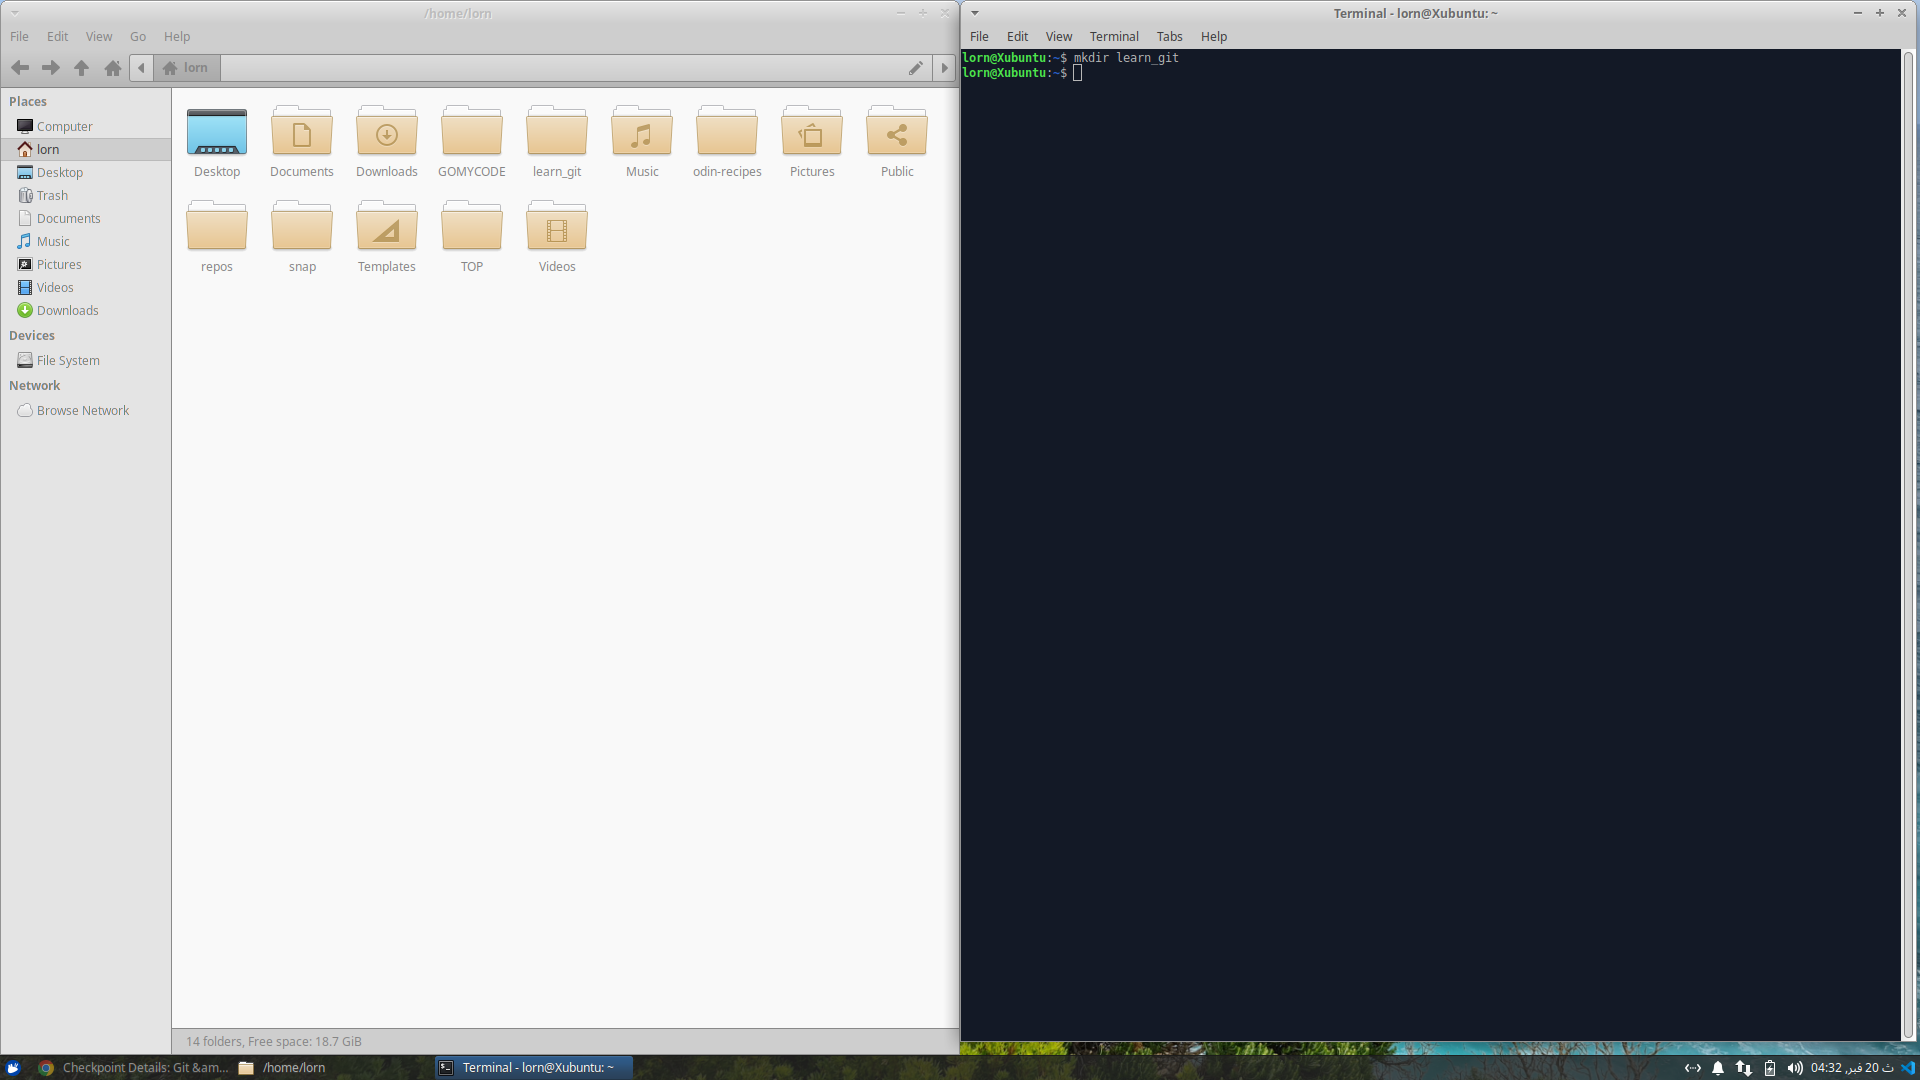 /home/lorn
File Edit View Go Help
lorn
Places
Computer
lorn
Desktop
Trash
Documents
Music
Pictures
Videos
Downloads
Devices
File System
Network
Browse Network
Desktop Documents Downloads GOMYCODE learn_git Music odin-recipes Pictures Public
repos snap Templates TOP Videos
14 folders, Free space: 18.7 GiB
Terminal - lorn@Xubuntu: ~
File Edit View Terminal Tabs Help
lorn@Xubuntu:~$ mkdir learn_git
lorn@Xubuntu:~$
Checkpoint Details: Git &am... /home/lorn Terminal - lorn@Xubuntu: ~
ث 20 فبر, 04:32